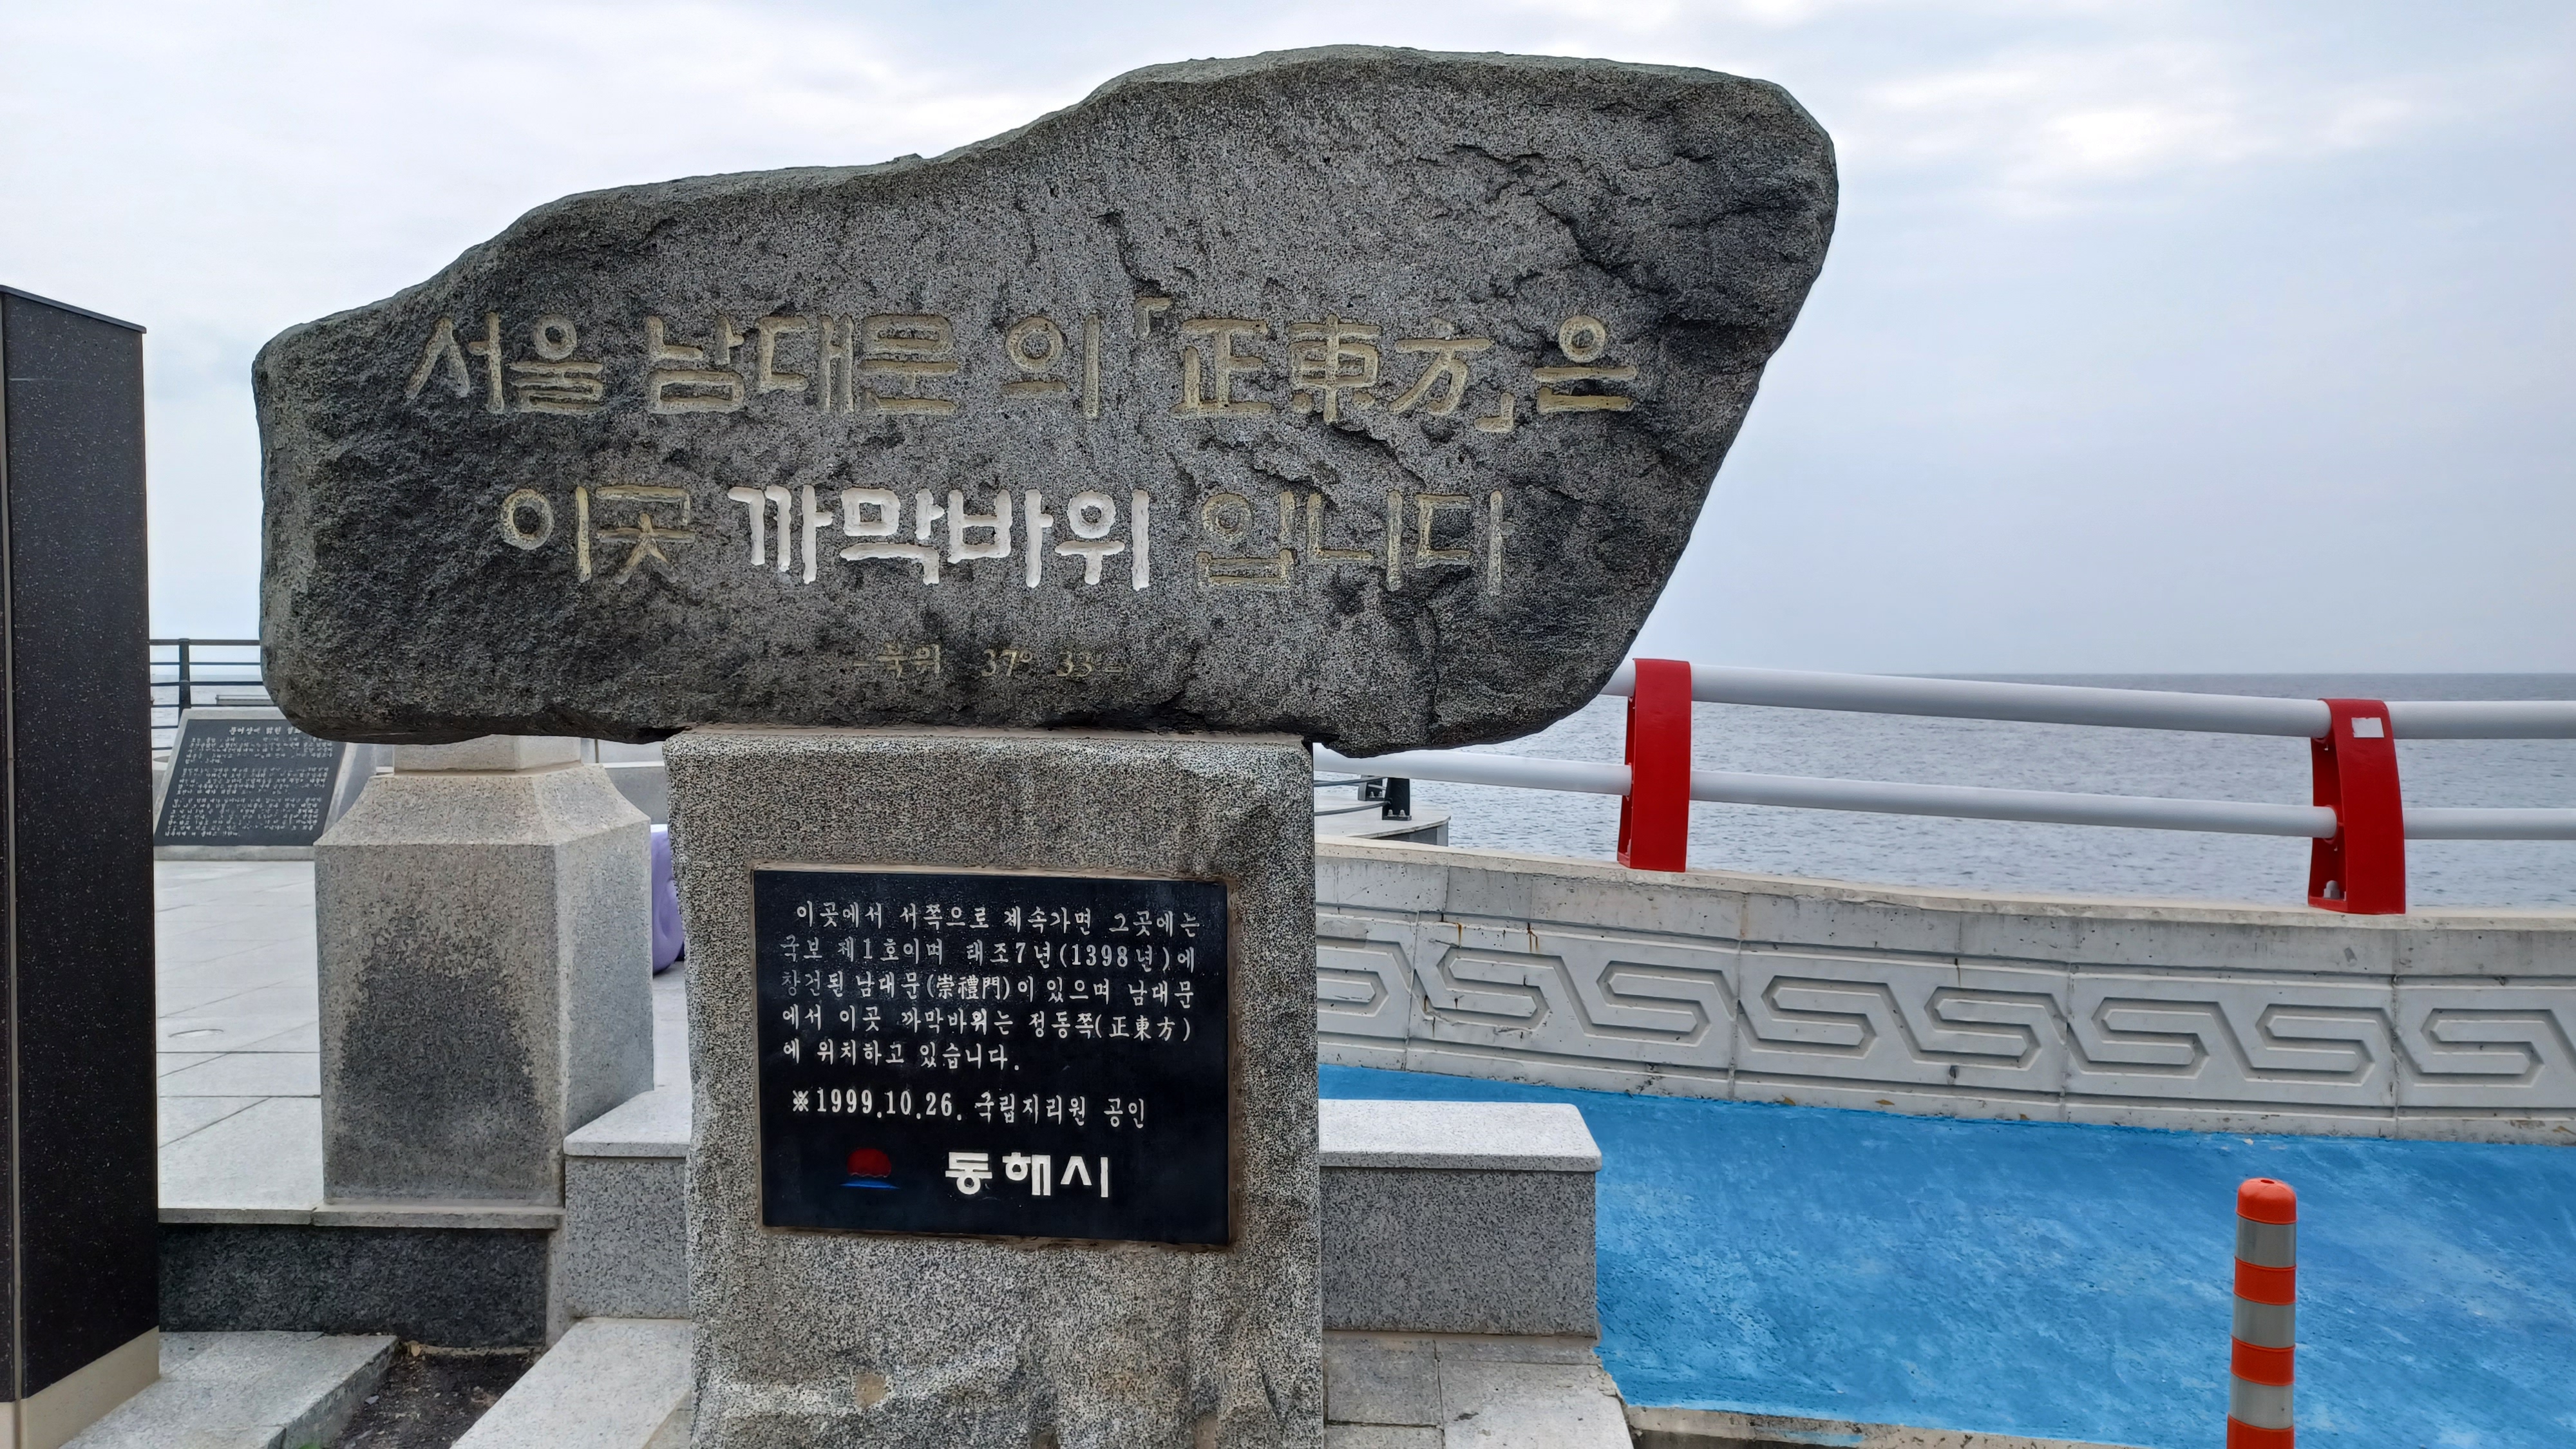 서울 남대문의 「正東方」은
이곳 까막바위 입니다
-북위 37° 33'-
이곳에서 서쪽으로 계속가면 그곳에는
국보 제1호이며 태조7년(1398년)에
창건된 남대문(崇禮門)이 있으며 남대문
에서 이곳 까막바위는 정동쪽(正東方)
에 위치하고 있습니다.
※1999.10.26. 국립지리원 공인
동해시